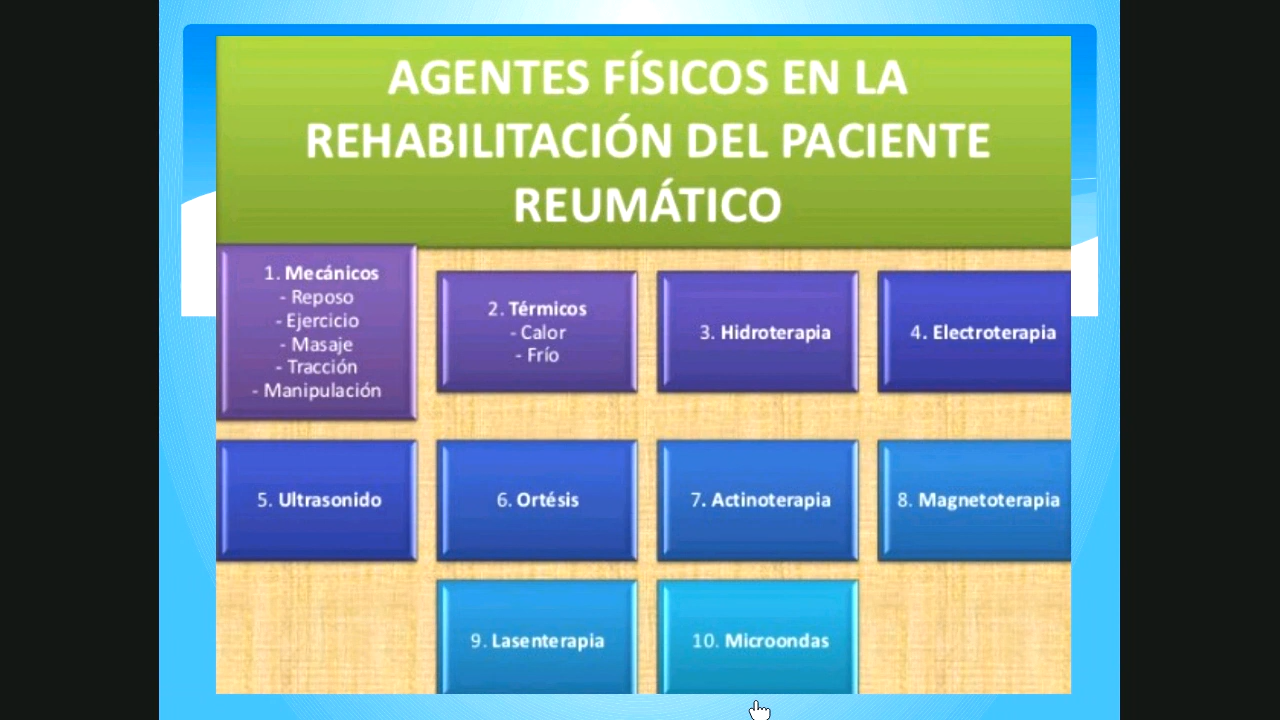 AGENTES FÍSICOS EN LA
REHABILITACIÓN DEL PACIENTE
REUMÁTICO
1. Mecánicos
- Reposo
- Ejercicio
- Masaje
- Tracción
- Manipulación
2. Térmicos
- Calor
- Frío
3. Hidroterapia
4. Electroterapia
5. Ultrasonido
6. Ortésis
7. Actinoterapia
8. Magnetoterapia
9. Lasenterapia
10. Microondas